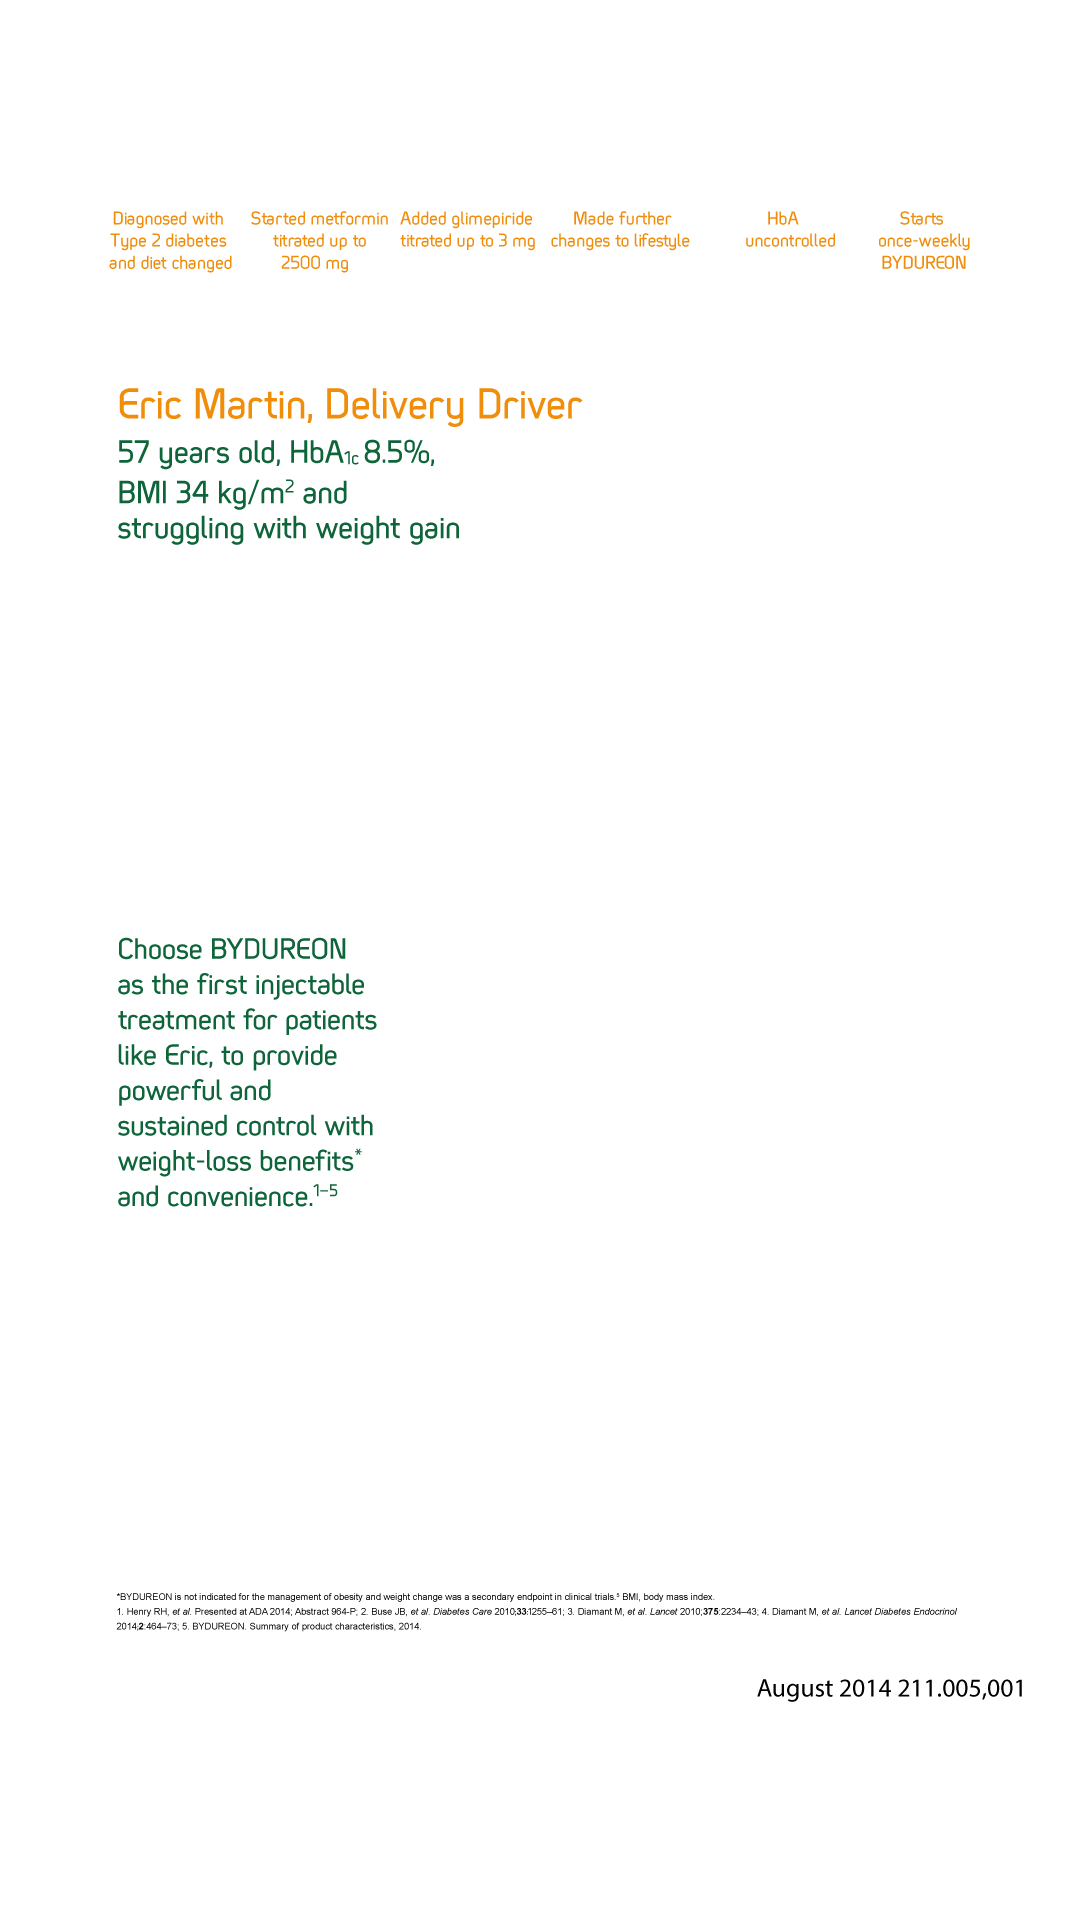 Diagnosed with
Type 2 diabetes
and diet changed
Started metformin
titrated up to
2500 mg
Added glimepiride
titrated up to 3 mg
Made further
changes to lifestyle
HbA
uncontrolled
Starts
once-weekly
BYDUREON
Eric Martin, Delivery Driver
57 years old, HbA1c 8.5%,
BMI 34 kg/m² and
struggling with weight gain
Choose BYDUREON
as the first injectable
treatment for patients
like Eric, to provide
powerful and
sustained control with
weight-loss benefits*
and convenience.¹⁻⁵
*BYDUREON is not indicated for the management of obesity and weight change was a secondary endpoint in clinical trials.⁵ BMI, body mass index.
1. Henry RH, et al. Presented at ADA 2014; Abstract 964-P; 2. Buse JB, et al. Diabetes Care 2010;33:1255–61; 3. Diamant M, et al. Lancet 2010;375:2234–43; 4. Diamant M, et al. Lancet Diabetes Endocrinol
2014;2:464–73; 5. BYDUREON. Summary of product characteristics, 2014.
August 2014 211.005,001